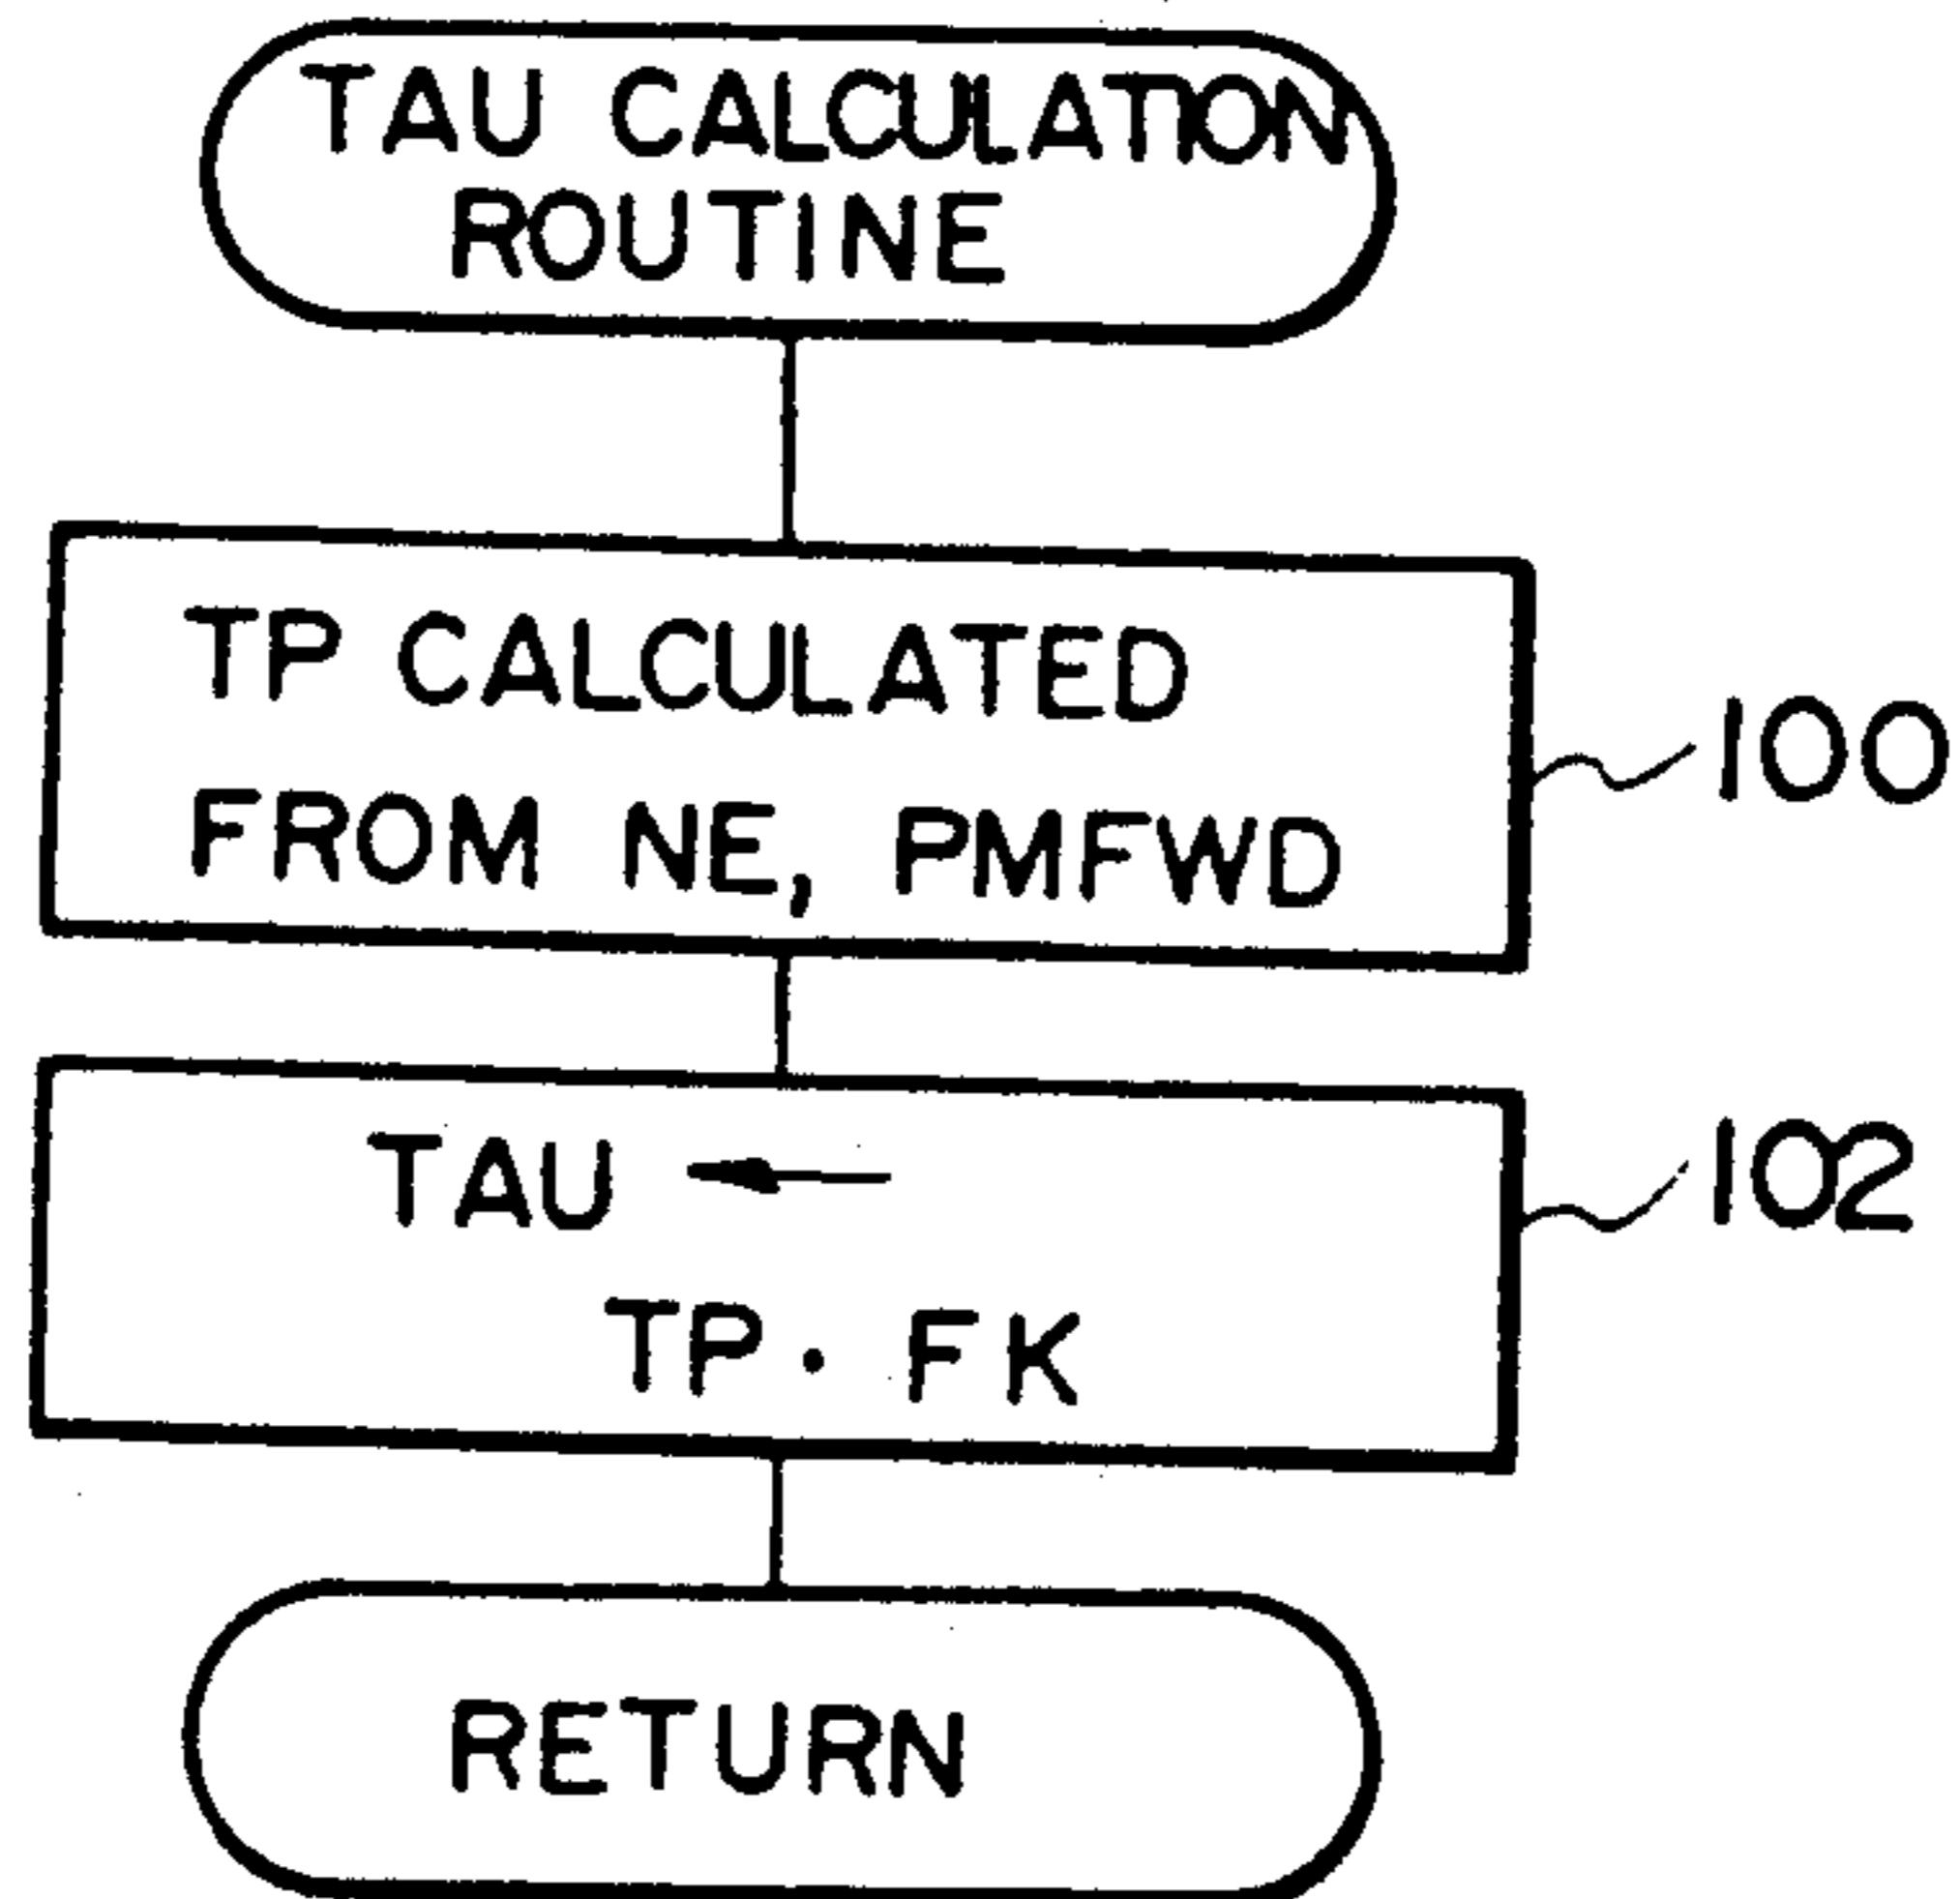 TAU CALCULATION
ROUTINE
TP CALCULATED
FROM NE, PMFWD
100
TAU ←
TP · FK
102
RETURN